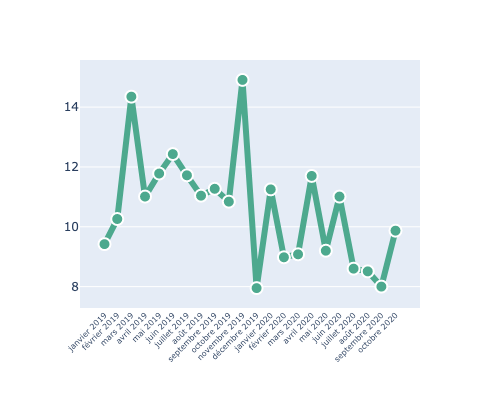 14
12
10
8
janvier 2019
février 2019
mars 2019
avril 2019
mai 2019
juin 2019
juillet 2019
août 2019
septembre 2019
octobre 2019
novembre 2019
décembre 2019
janvier 2020
février 2020
mars 2020
avril 2020
mai 2020
juin 2020
juillet 2020
août 2020
septembre 2020
octobre 2020